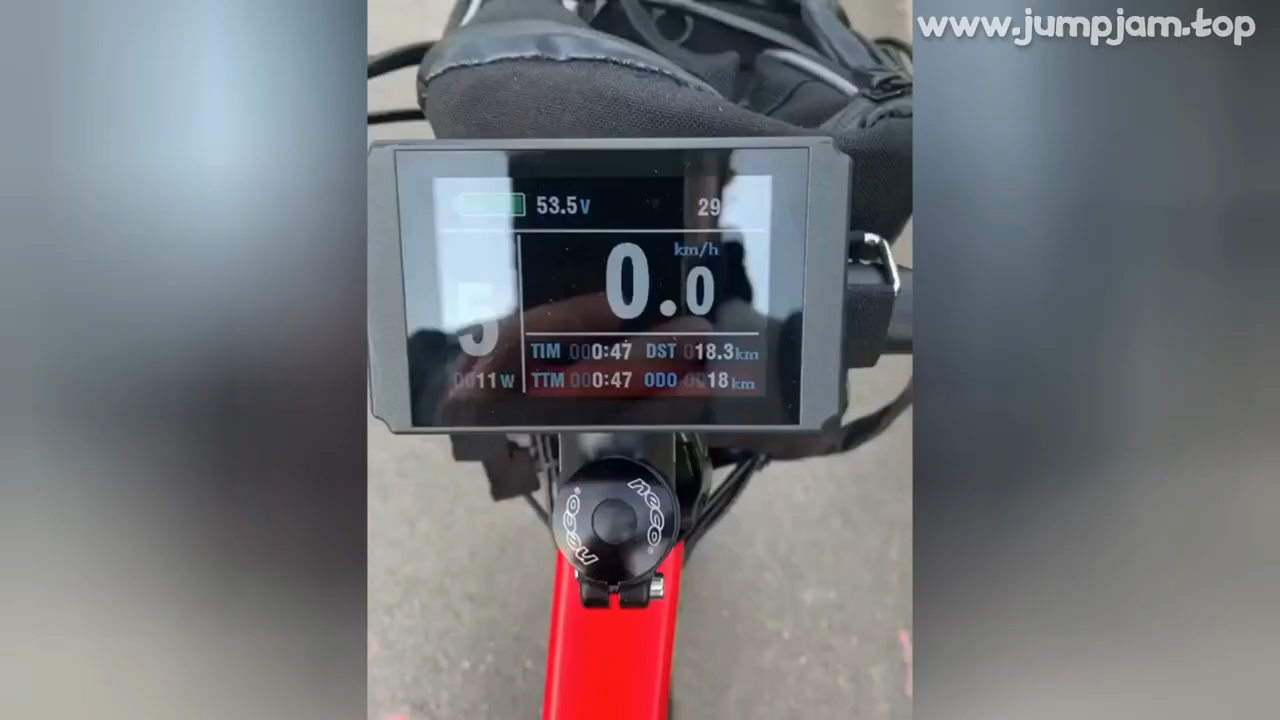 www.jumpjam.top
53.5V
29
km/h
0.0
5
TIM 000:47 DST 018.3km
0011W TTM 000:47 ODO 0018km
neco
neco